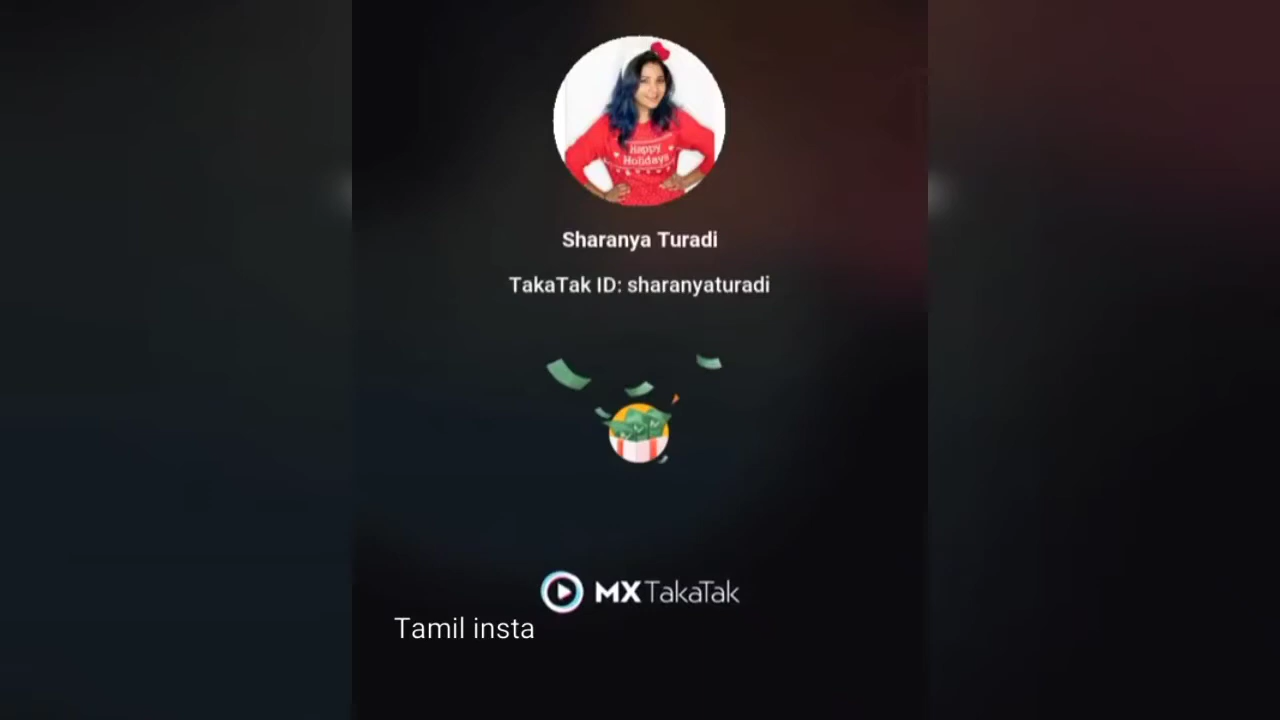 Happy
Holidays
Sharanya Turadi
TakaTak ID: sharanyaturadi
MX TakaTak
Tamil insta